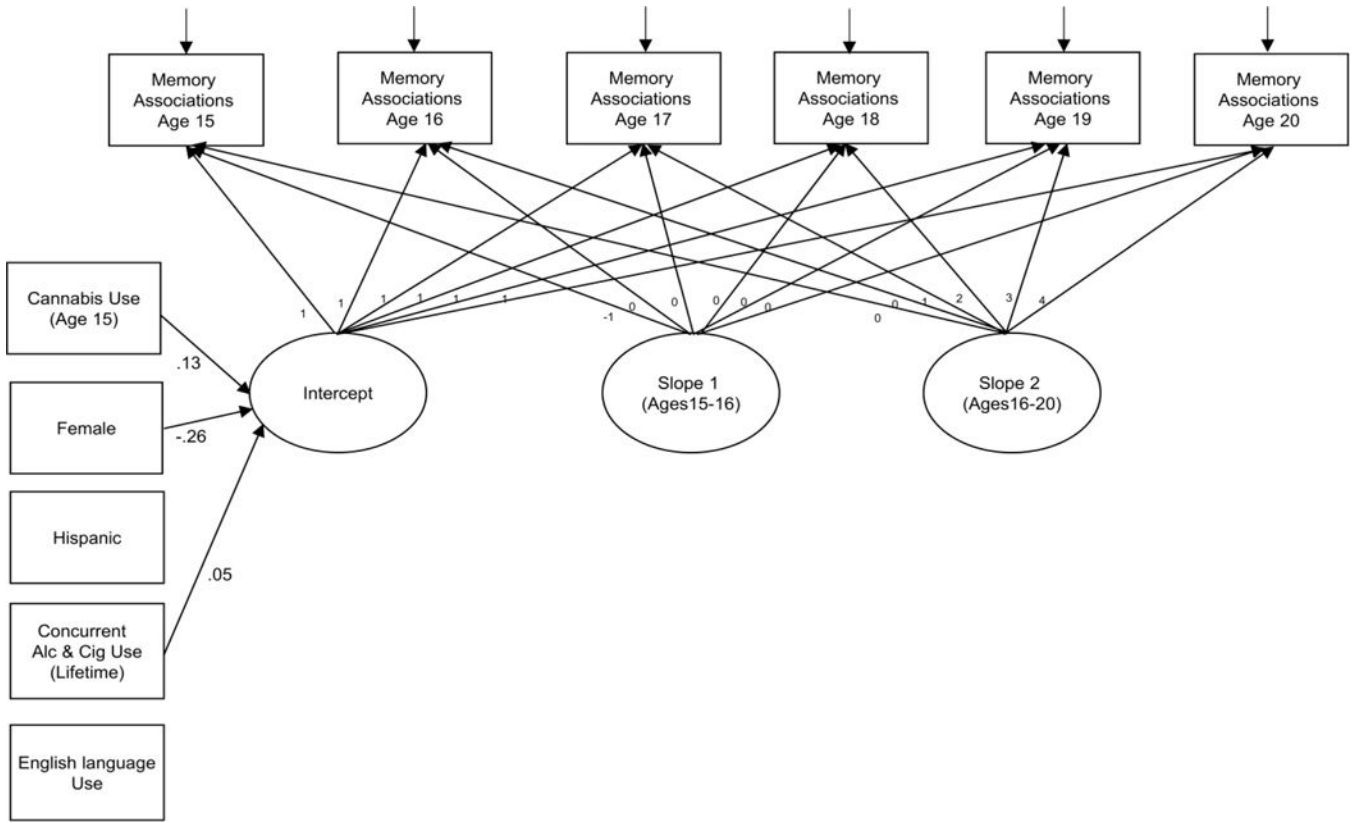 Memory
Associations
Age 15
Memory
Associations
Age 16
Memory
Associations
Age 17
Memory
Associations
Age 18
Memory
Associations
Age 19
Memory
Associations
Age 20
Cannabis Use
(Age 15)
Female
Hispanic
Concurrent
Alc & Cig Use
(Lifetime)
English language
Use
.13
-.26
.05
1
1
1
1
1
1
Intercept
-1
0
0
0
0
0
Slope 1
(Ages15-16)
0
0
1
2
3
4
Slope 2
(Ages16-20)